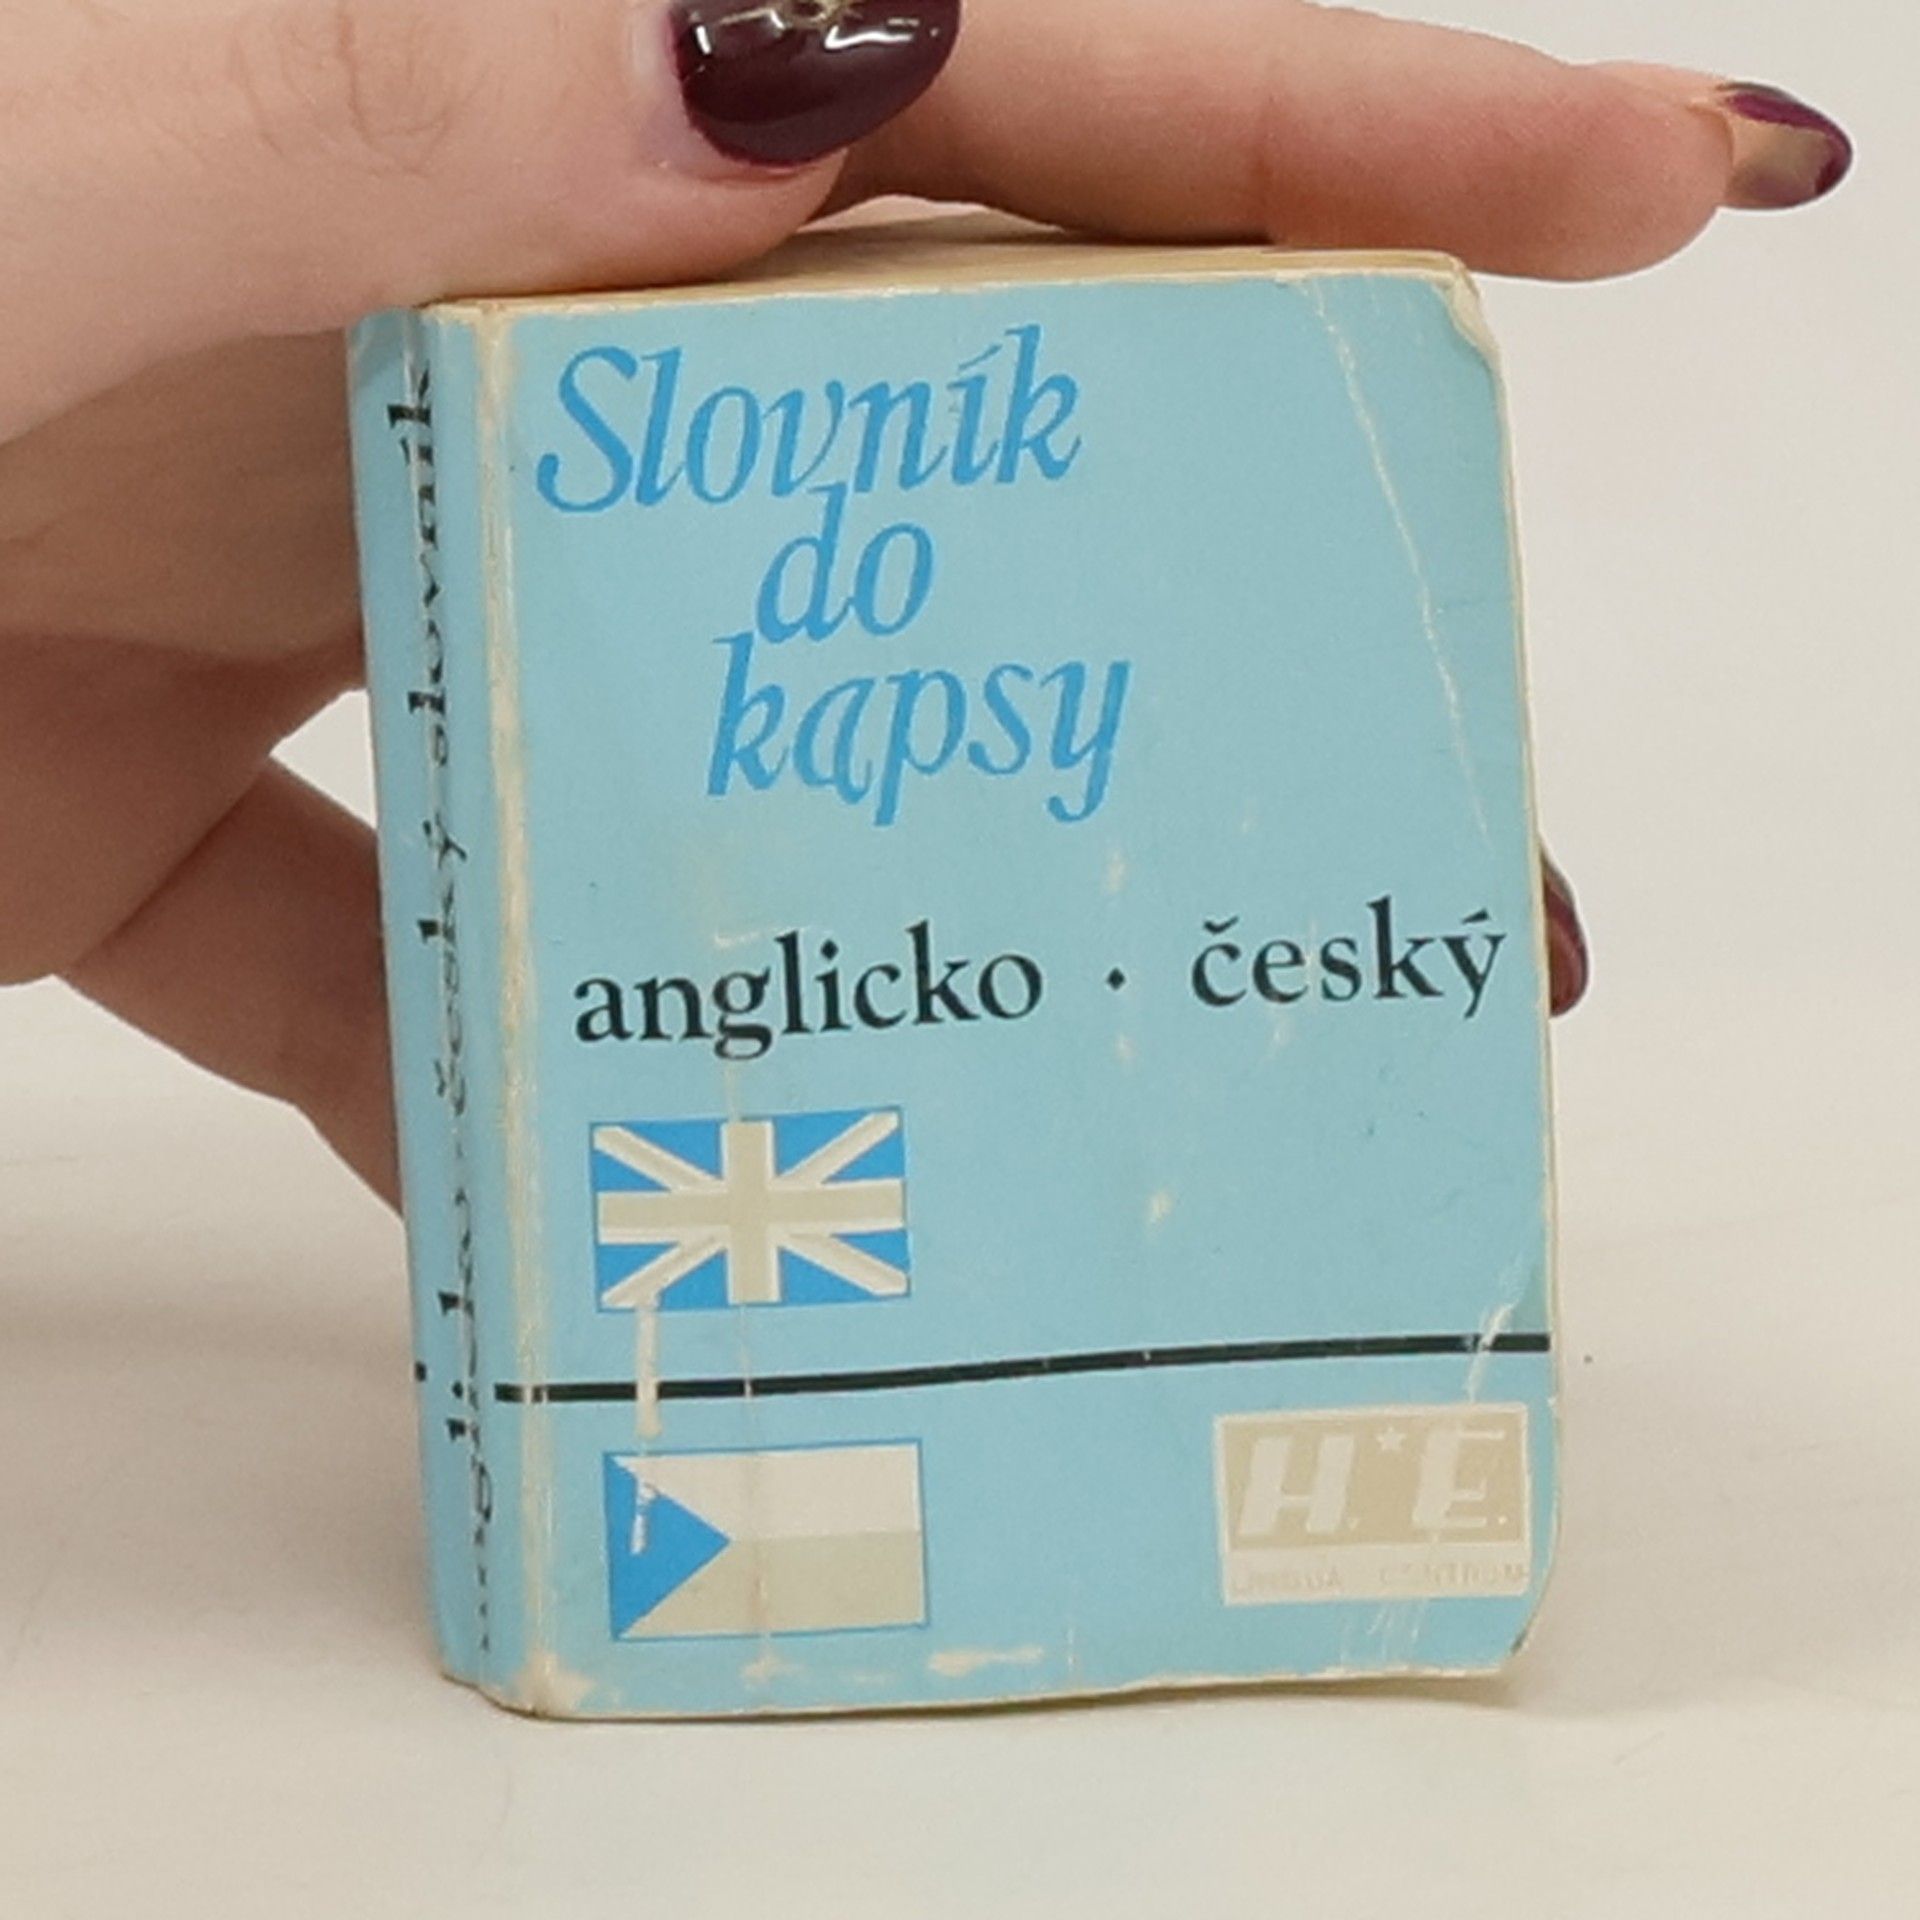 Slovník
do
kapsy
anglicko · český
H*E
LINGUA CENTRUM
anglicko · český slovník